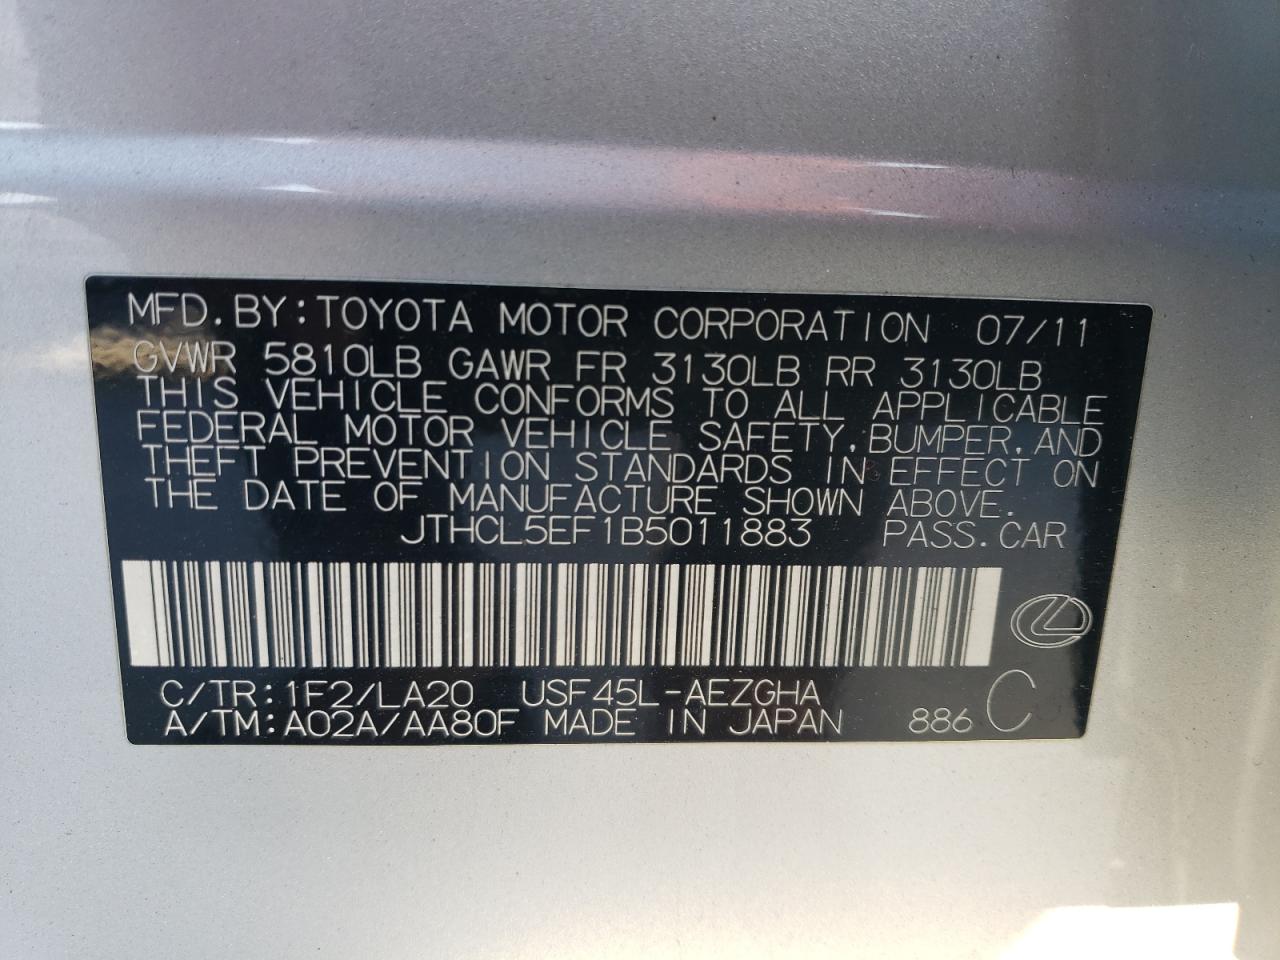 MFD. BY: TOYOTA MOTOR CORPORATION 07/11
GVWR 5810LB GAWR FR 3130LB RR 3130LB
THIS VEHICLE CONFORMS TO ALL APPLICABLE
FEDERAL MOTOR VEHICLE SAFETY, BUMPER, AND
THEFT PREVENTION STANDARDS IN EFFECT ON
THE DATE OF MANUFACTURE SHOWN ABOVE.
JTHCL5EF1B5011883 PASS. CAR
C/TR: 1F2/LA20 USF45L-AEZGHA
A/TM: A02A/AA80F MADE IN JAPAN 886 C